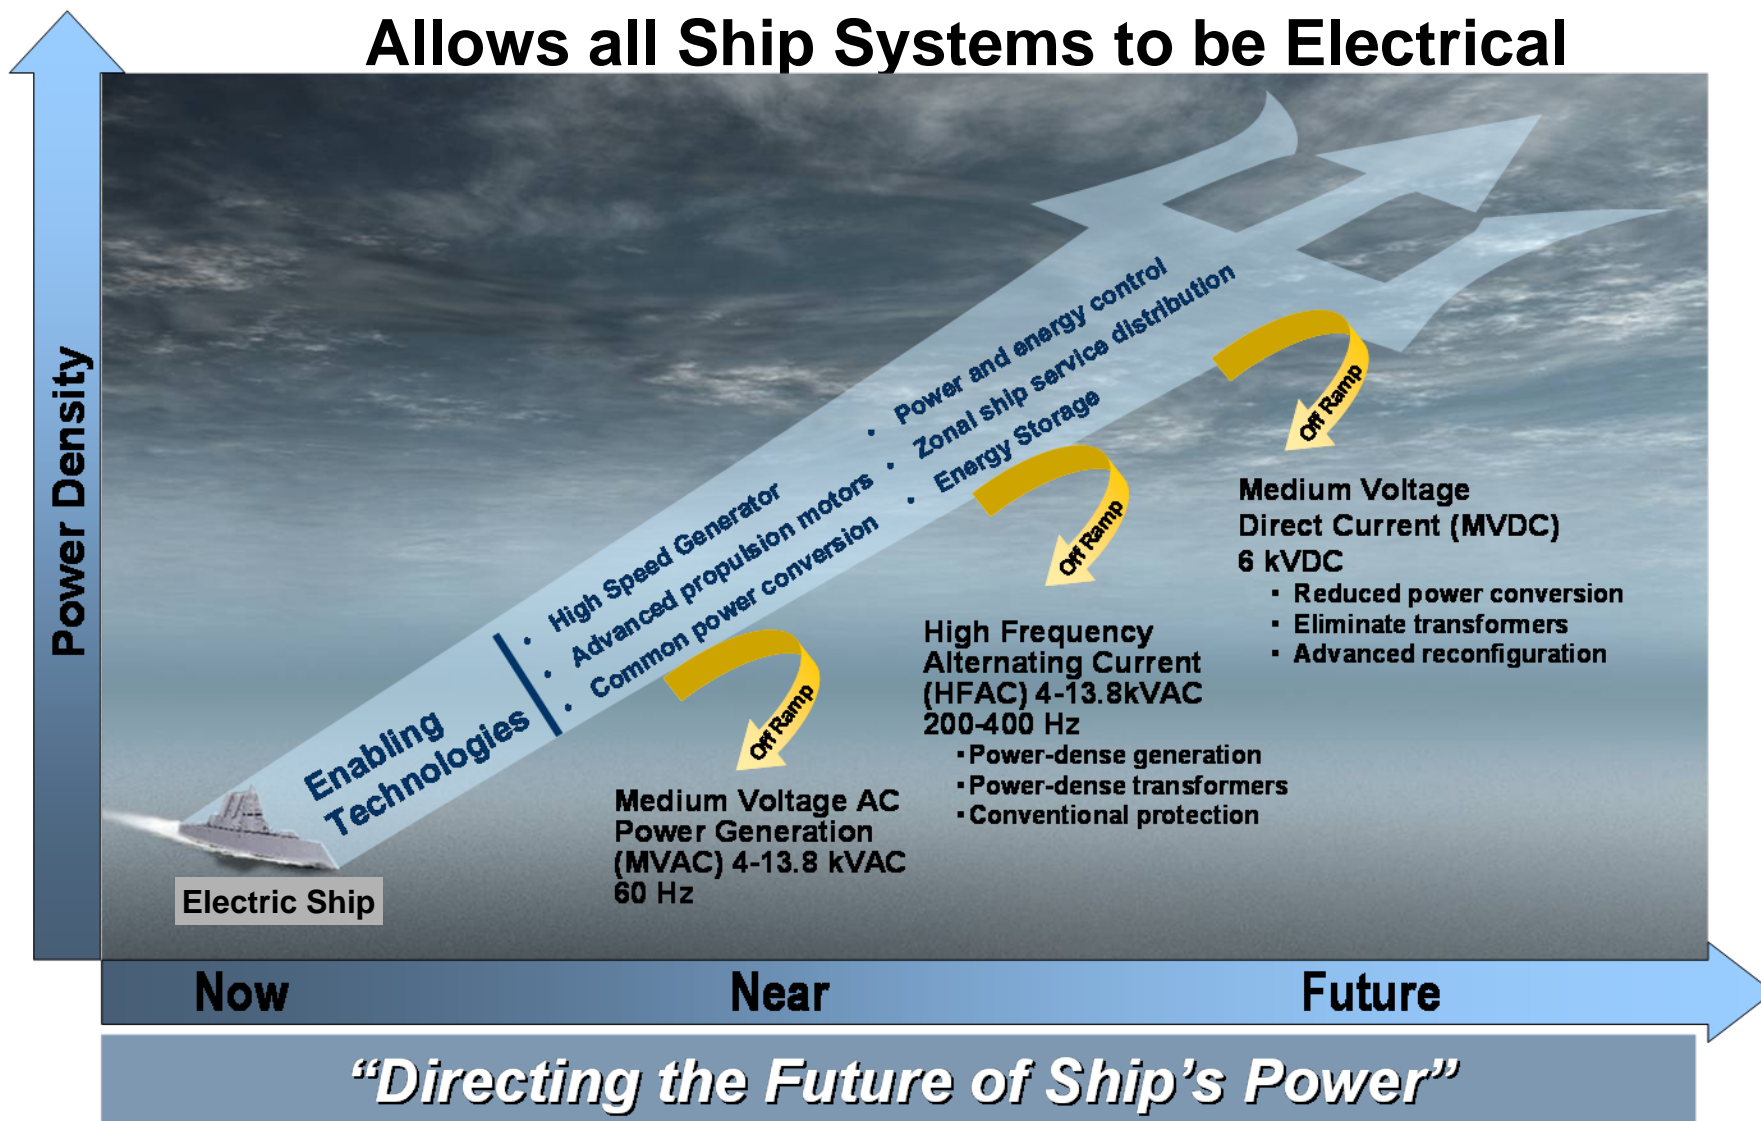 Allows all Ship Systems to be Electrical
Power Density
Enabling
Technologies
• High Speed Generator
• Advanced propulsion motors
• Common power conversion
• Power and energy control
• Zonal ship service distribution
• Energy Storage
Off Ramp
Medium Voltage AC
Power Generation
(MVAC) 4-13.8 kVAC
60 Hz
Off Ramp
High Frequency
Alternating Current
(HFAC) 4-13.8kVAC
200-400 Hz
▪Power-dense generation
▪Power-dense transformers
▪Conventional protection
Off Ramp
Medium Voltage
Direct Current (MVDC)
6 kVDC
▪ Reduced power conversion
▪ Eliminate transformers
▪ Advanced reconfiguration
Electric Ship
Now
Near
Future
“Directing the Future of Ship’s Power”